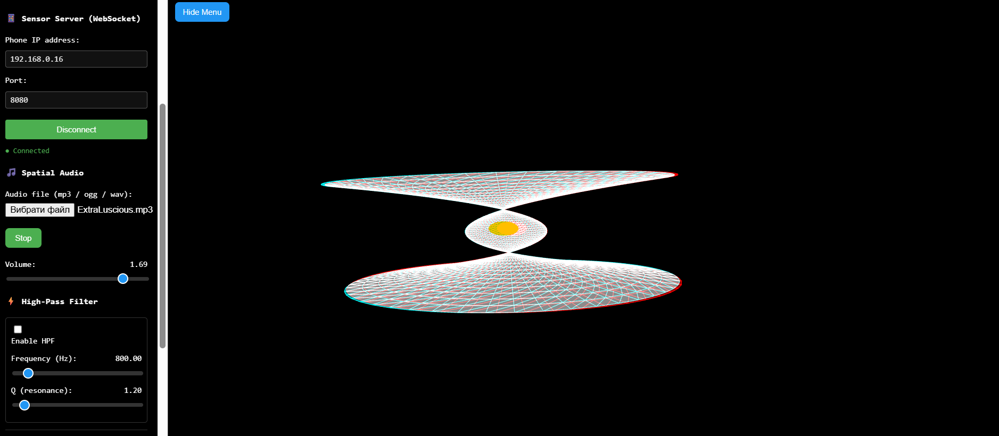 Sensor Server (WebSocket)
Hide Menu
Phone IP address:
192.168.0.16
Port:
8080
Disconnect
● Connected
Spatial Audio
Audio file (mp3 / ogg / wav):
Вибрати файл ExtraLuscious.mp3
Stop
Volume: 1.69
High-Pass Filter
Enable HPF
Frequency (Hz): 800.00
Q (resonance): 1.20